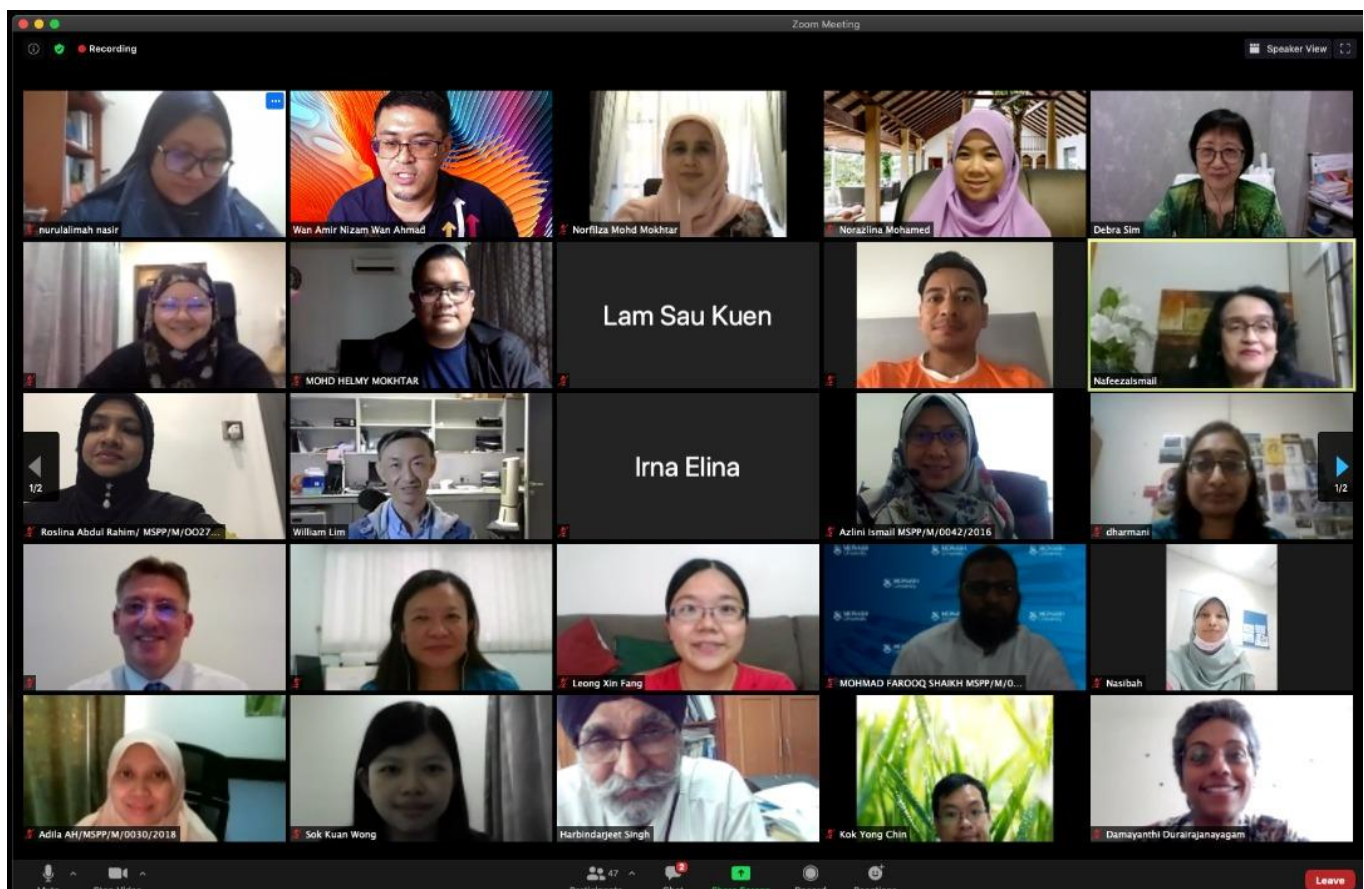 Zoom Meeting
Recording
Speaker View
nurulalimah nasir
Wan Amir Nizam Wan Ahmad
Norfilza Mohd Mokhtar
Norazlina Mohamed
Debra Sim
MOHD HELMY MOKHTAR
Lam Sau Kuen
NafeezaIsmail
1/2
Roslina Abdul Rahim/ MSPP/M/OO27...
William Lim
Irna Elina
Azlini Ismail MSPP/M/0042/2016
dharmani
1/2
Leong Xin Fang
MONASH University
MOHMAD FAROOQ SHAIKH MSPP/M/0...
Nasibah
Adila AH/MSPP/M/0030/2018
Sok Kuan Wong
Harbindarjeet Singh
Kok Yong Chin
Damayanthi Durairajanayagam
47
2
Leave